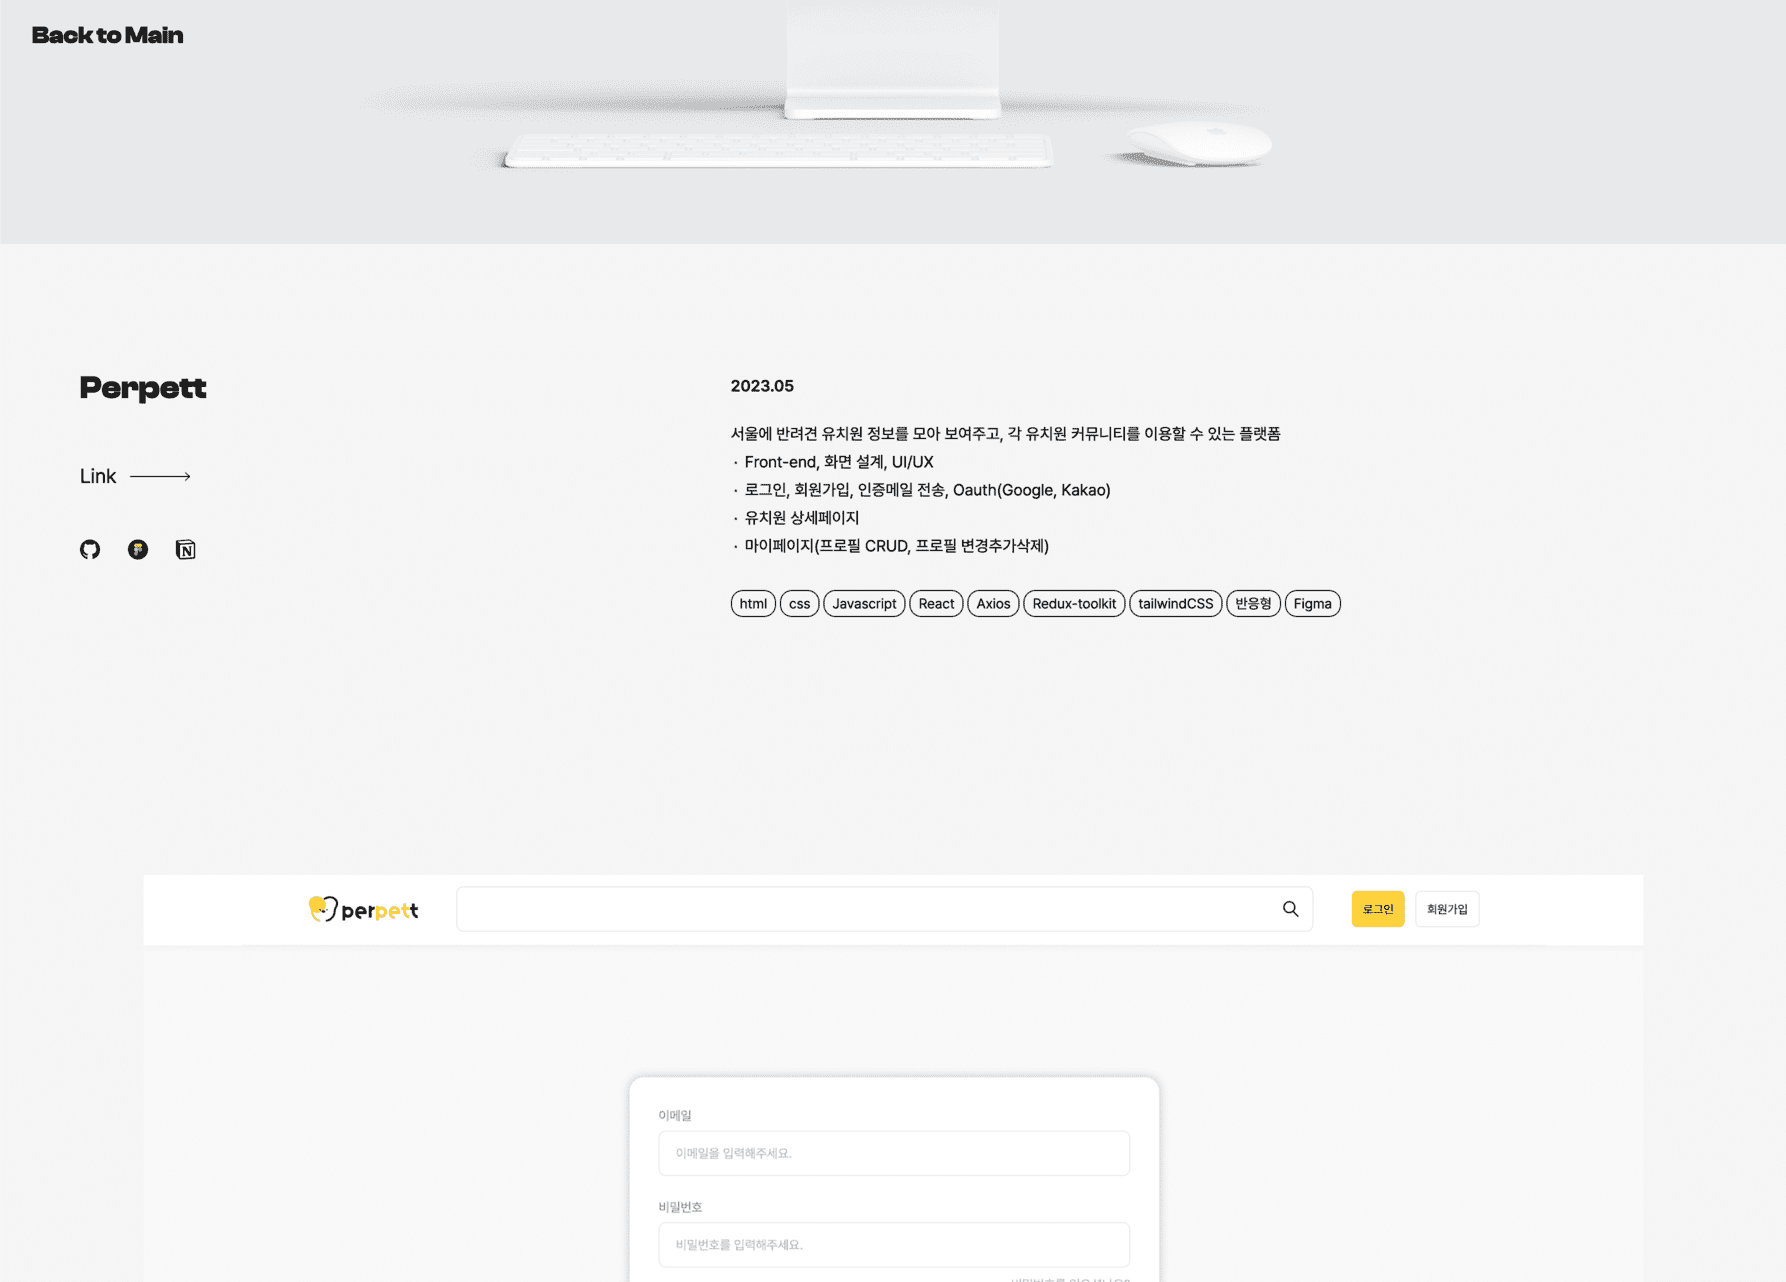 Back to Main
Perpett
Link
2023.05
서울에 반려견 유치원 정보를 모아 보여주고, 각 유치원 커뮤니티를 이용할 수 있는 플랫폼
· Front-end, 화면 설계, UI/UX
· 로그인, 회원가입, 인증메일 전송, Oauth(Google, Kakao)
· 유치원 상세페이지
· 마이페이지(프로필 CRUD, 프로필 변경추가삭제)
html css Javascript React Axios Redux-toolkit tailwindCSS 반응형 Figma
perpett 로그인 회원가입
이메일
이메일을 입력해주세요.
비밀번호
비밀번호를 입력해주세요.